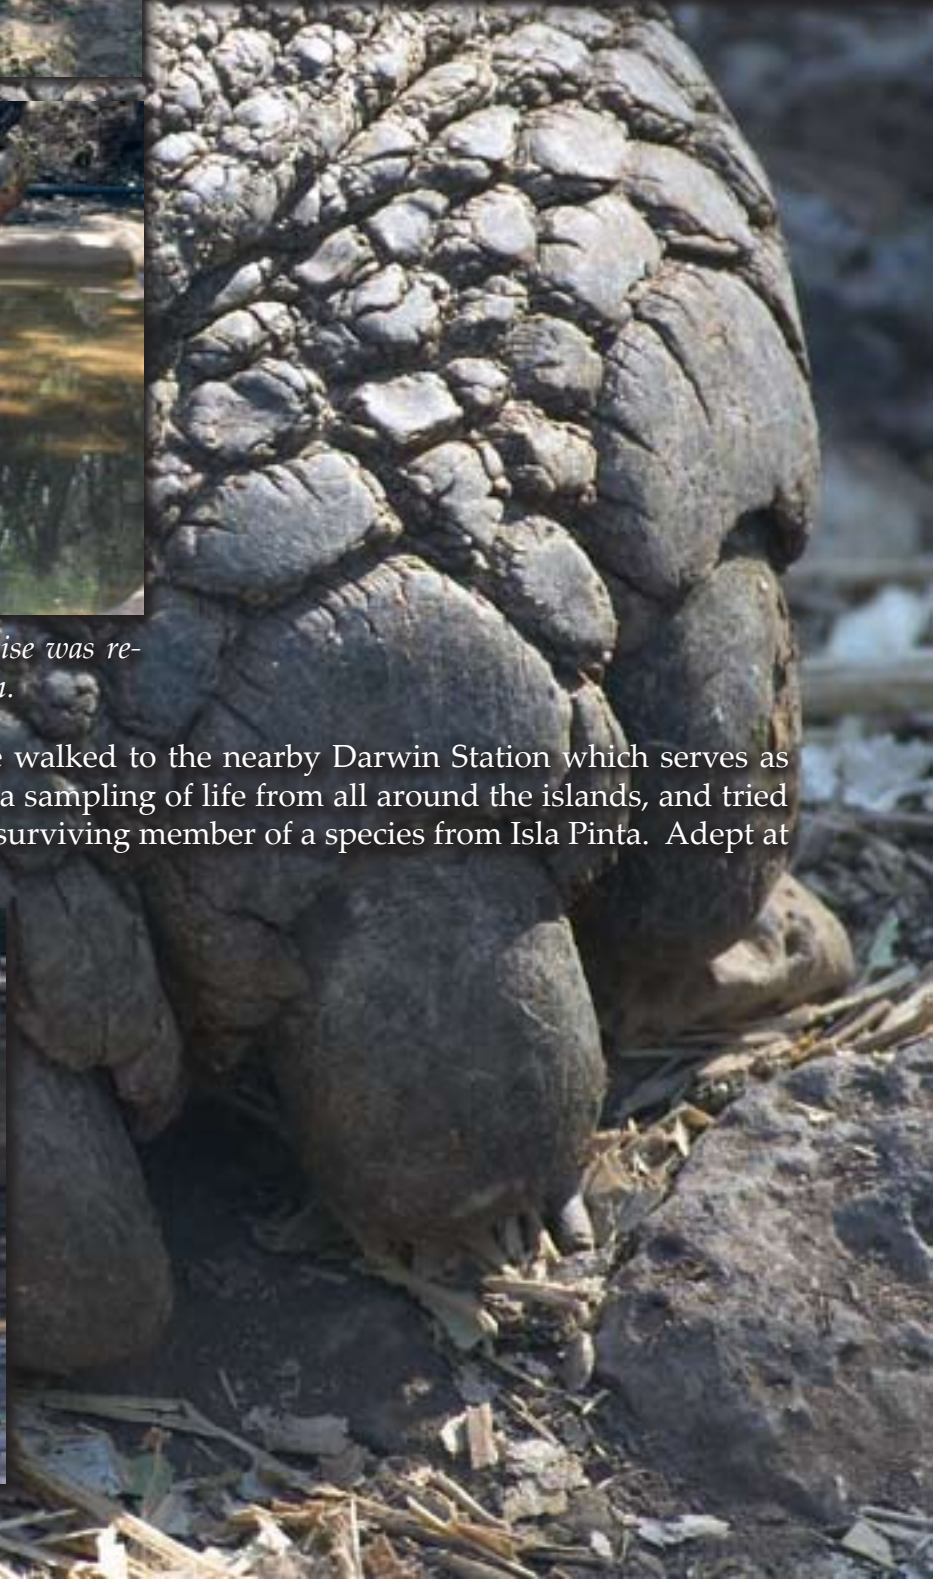 ise was re-
n.
e walked to the nearby Darwin Station which serves as
a sampling of life from all around the islands, and tried
surviving member of a species from Isla Pinta. Adept at